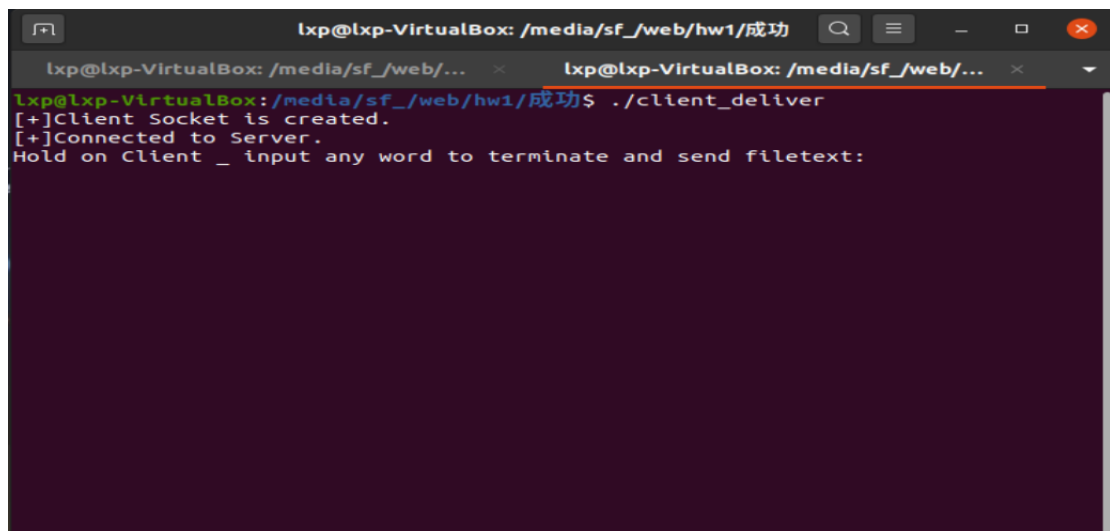 lxp@lxp-VirtualBox: /media/sf_/web/hw1/成功
lxp@lxp-VirtualBox: /media/sf_/web/...
lxp@lxp-VirtualBox: /media/sf_/web/...
lxp@lxp-VirtualBox:/media/sf_/web/hw1/成功$ ./client_deliver
[+]Client Socket is created.
[+]Connected to Server.
Hold on Client _ input any word to terminate and send filetext: